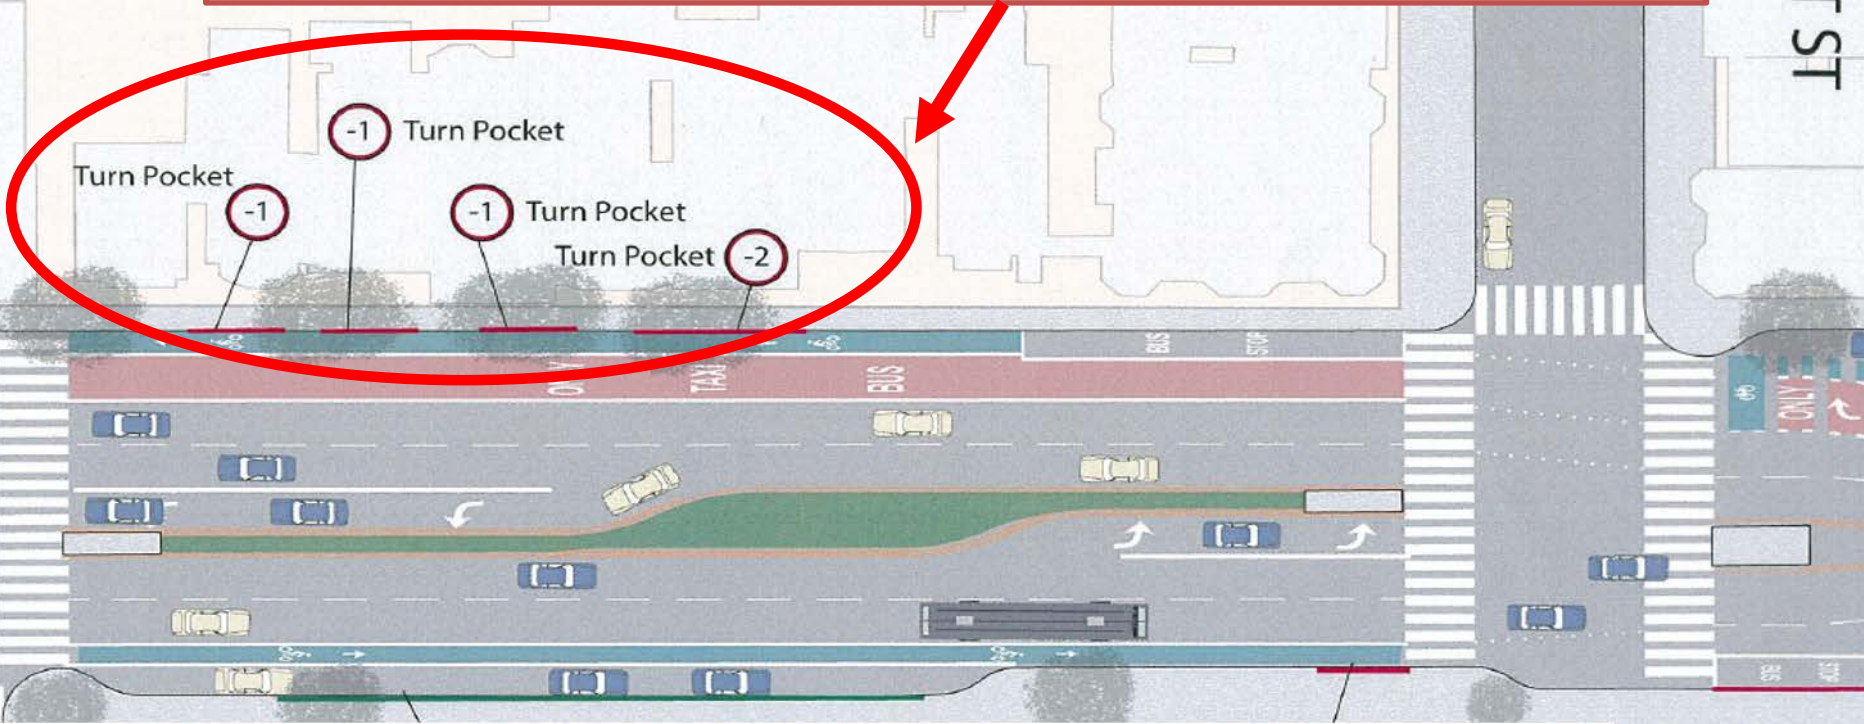 T ST
-1 Turn Pocket
Turn Pocket
-1
-1 Turn Pocket
Turn Pocket -2
BUS
STOP
ONLY
TAXI
BUS
ONLY
BUS
STOP